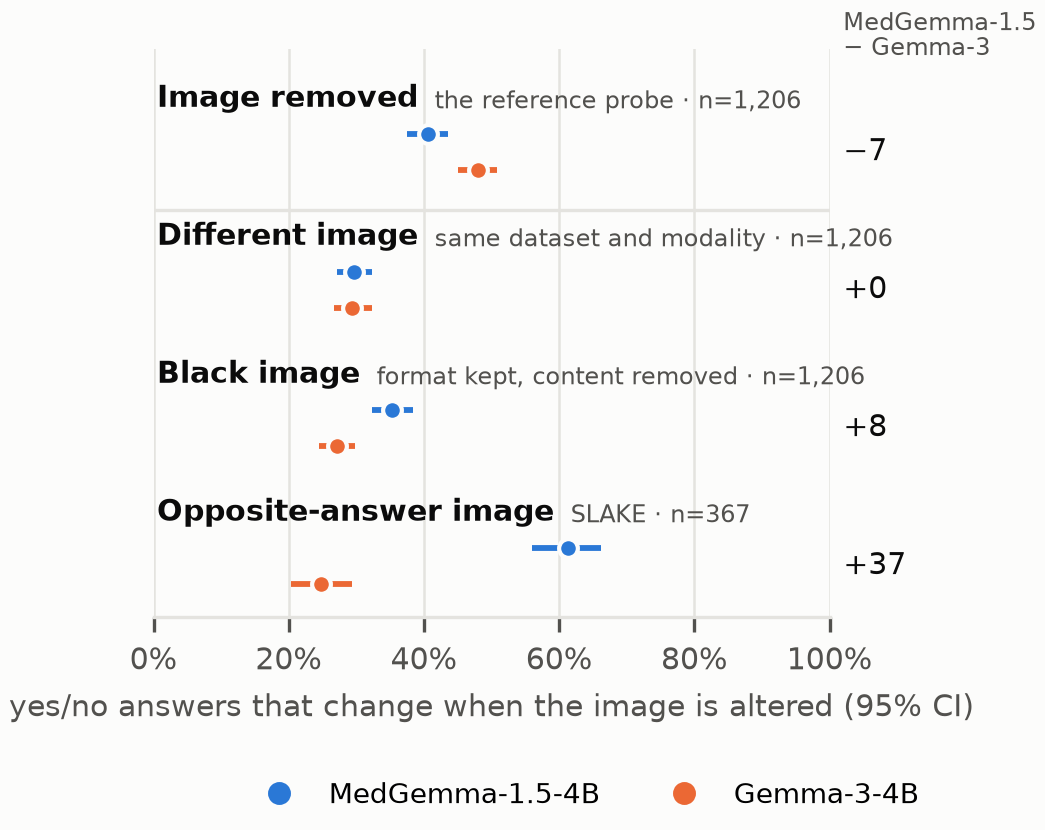 MedGemma-1.5
− Gemma-3
Image removed the reference probe · n=1,206
−7
Different image same dataset and modality · n=1,206
+0
Black image format kept, content removed · n=1,206
+8
Opposite-answer image SLAKE · n=367
+37
0% 20% 40% 60% 80% 100%
yes/no answers that change when the image is altered (95% CI)
MedGemma-1.5-4B Gemma-3-4B